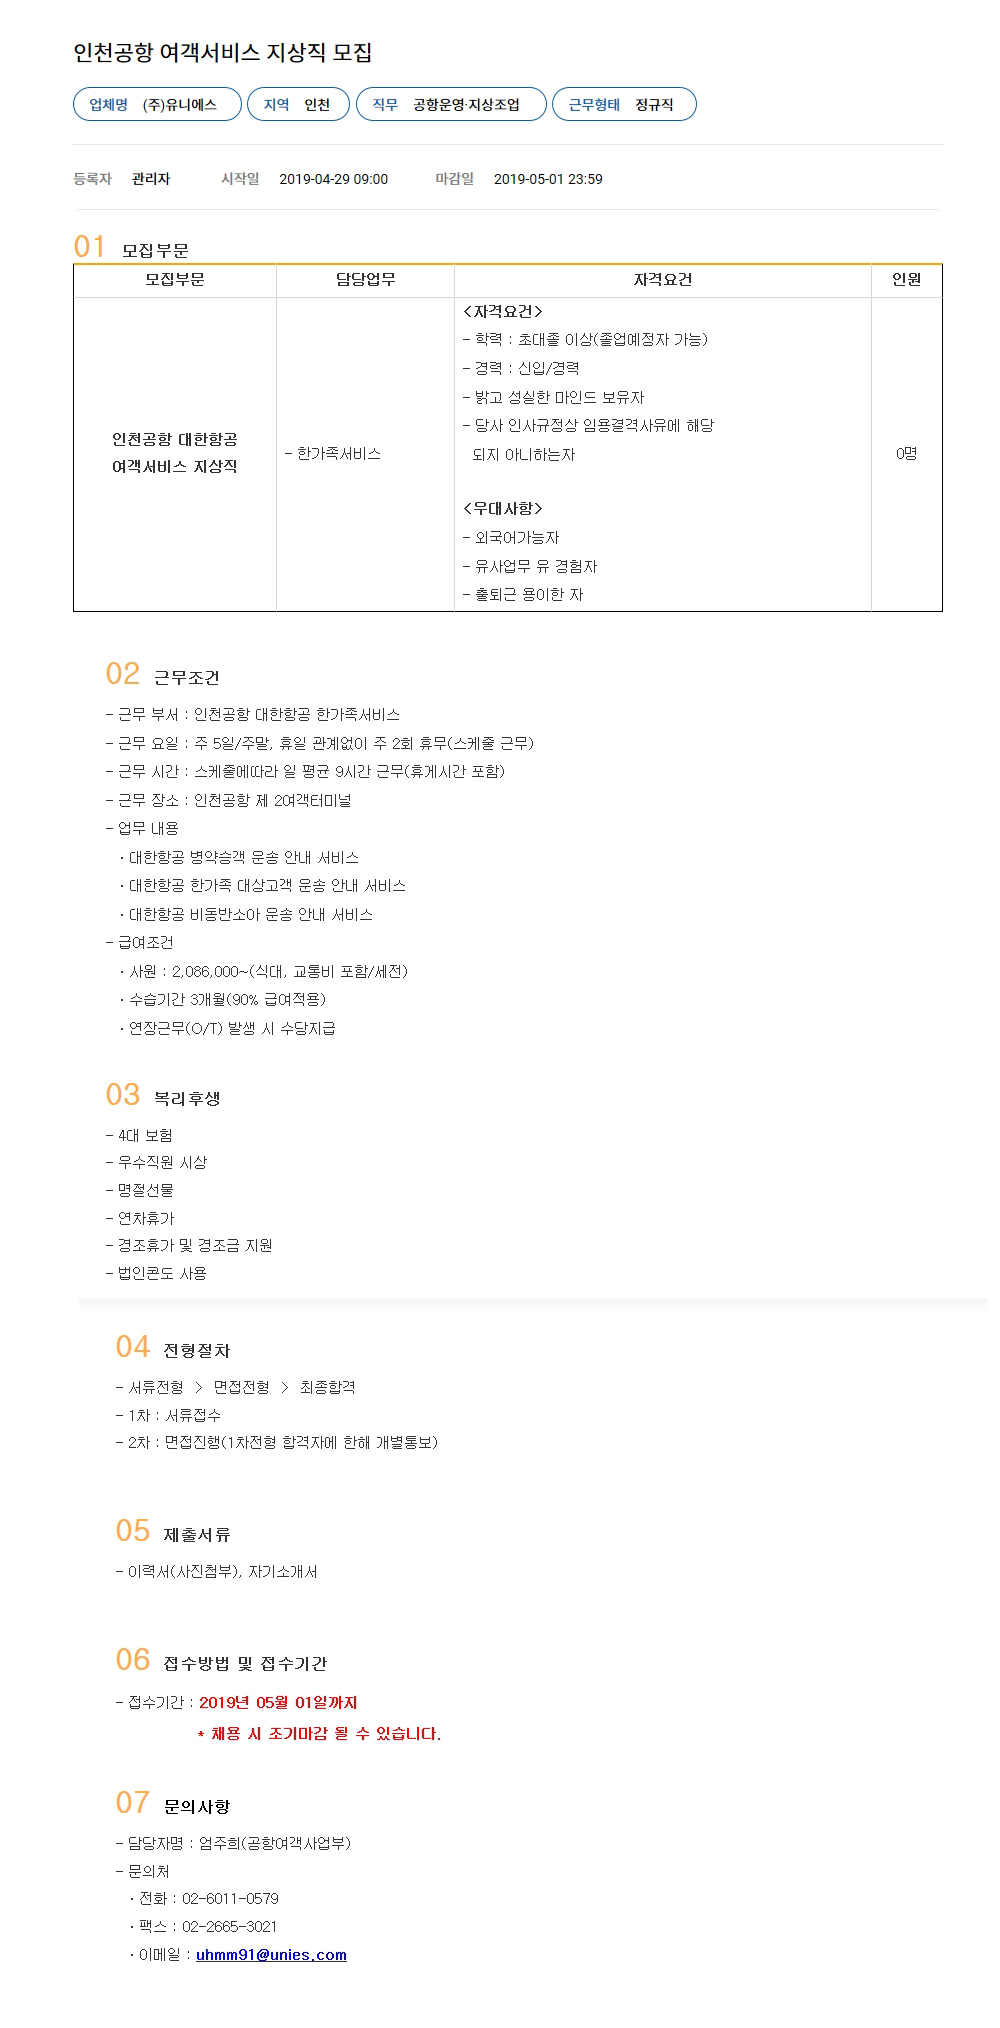 인천공항 여객서비스 지상직 모집
업체명 (주)유니에스 지역 인천 직무 공항운영·지상조업 근무형태 정규직
등록자 관리자 시작일 2019-04-29 09:00 마감일 2019-05-01 23:59
01 모집부문
모집부문 담당업무 자격요건 인원
인천공항 대한항공
여객서비스 지상직
- 한가족서비스
<자격요건>
- 학력 : 초대졸 이상(졸업예정자 가능)
- 경력 : 신입/경력
- 밝고 성실한 마인드 보유자
- 당사 인사규정상 임용결격사유에 해당
되지 아니하는자
<우대사항>
- 외국어가능자
- 유사업무 유 경험자
- 출퇴근 용이한 자
0명
02 근무조건
- 근무 부서 : 인천공항 대한항공 한가족서비스
- 근무 요일 : 주 5일/주말, 휴일 관계없이 주 2회 휴무(스케줄 근무)
- 근무 시간 : 스케줄에따라 일 평균 9시간 근무(휴게시간 포함)
- 근무 장소 : 인천공항 제 2여객터미널
- 업무 내용
· 대한항공 병약승객 운송 안내 서비스
· 대한항공 한가족 대상고객 운송 안내 서비스
· 대한항공 비동반소아 운송 안내 서비스
- 급여조건
· 사원 : 2,086,000~(식대, 교통비 포함/세전)
· 수습기간 3개월(90% 급여적용)
· 연장근무(O/T) 발생 시 수당지급
03 복리후생
- 4대 보험
- 우수직원 시상
- 명절선물
- 연차휴가
- 경조휴가 및 경조금 지원
- 법인콘도 사용
04 전형절차
- 서류전형 > 면접전형 > 최종합격
- 1차 : 서류접수
- 2차 : 면접진행(1차전형 합격자에 한해 개별통보)
05 제출서류
- 이력서(사진첨부), 자기소개서
06 접수방법 및 접수기간
- 접수기간 : 2019년 05월 01일까지
* 채용 시 조기마감 될 수 있습니다.
07 문의사항
- 담당자명 : 엄주희(공항여객사업부)
- 문의처
· 전화 : 02-6011-0579
· 팩스 : 02-2665-3021
· 이메일 : uhmm91@unies.com